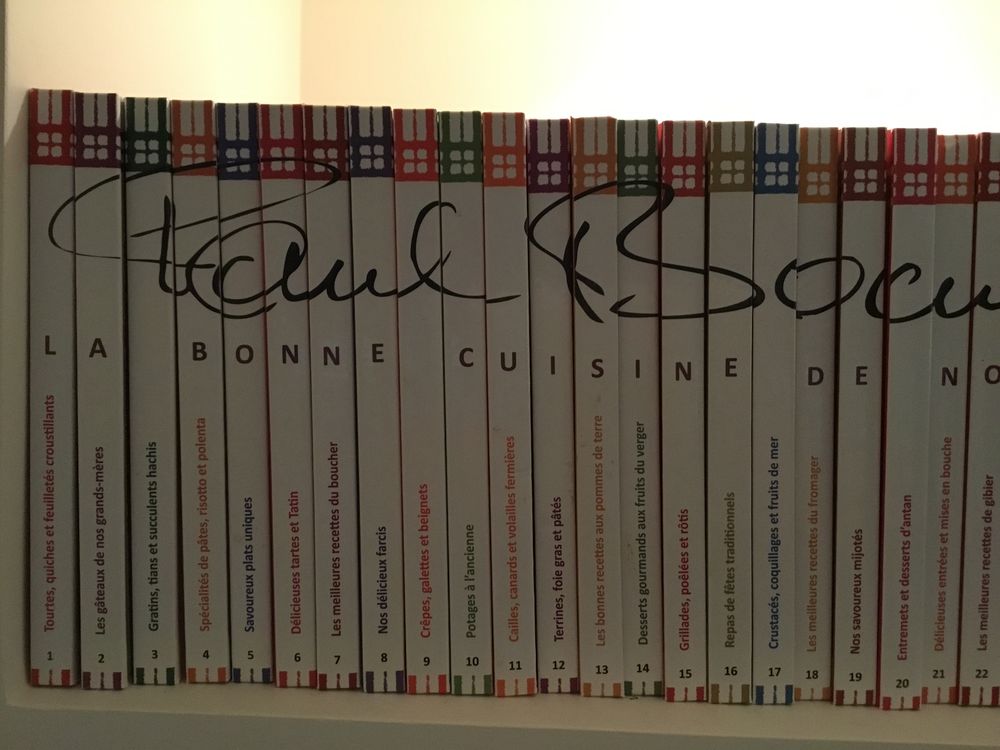 Paul Bocu
LA BONNE CUISINE DE NO
Tourtes, quiches et feuilletés croustillants
1
Les gâteaux de nos grands-mères
2
Gratins, tians et succulents hachis
3
Spécialités de pâtes, risotto et polenta
4
Savoureux plats uniques
5
Délicieuses tartes et Tatin
6
Les meilleures recettes du boucher
7
Nos délicieux farcis
8
Crêpes, galettes et beignets
9
Potages à l'ancienne
10
Cailles, canards et volailles fermières
11
Terrines, foie gras et pâtés
12
Les bonnes recettes aux pommes de terre
13
Desserts gourmands aux fruits du verger
14
Grillades, poêlées et rôtis
15
Repas de fêtes traditionnels
16
Crustacés, coquillages et fruits de mer
17
Les meilleures recettes du fromager
18
Nos savoureux mijotés
19
Entremets et desserts d'antan
20
Délicieuses entrées et mises en bouche
21
Les meilleures recettes de gibier
22